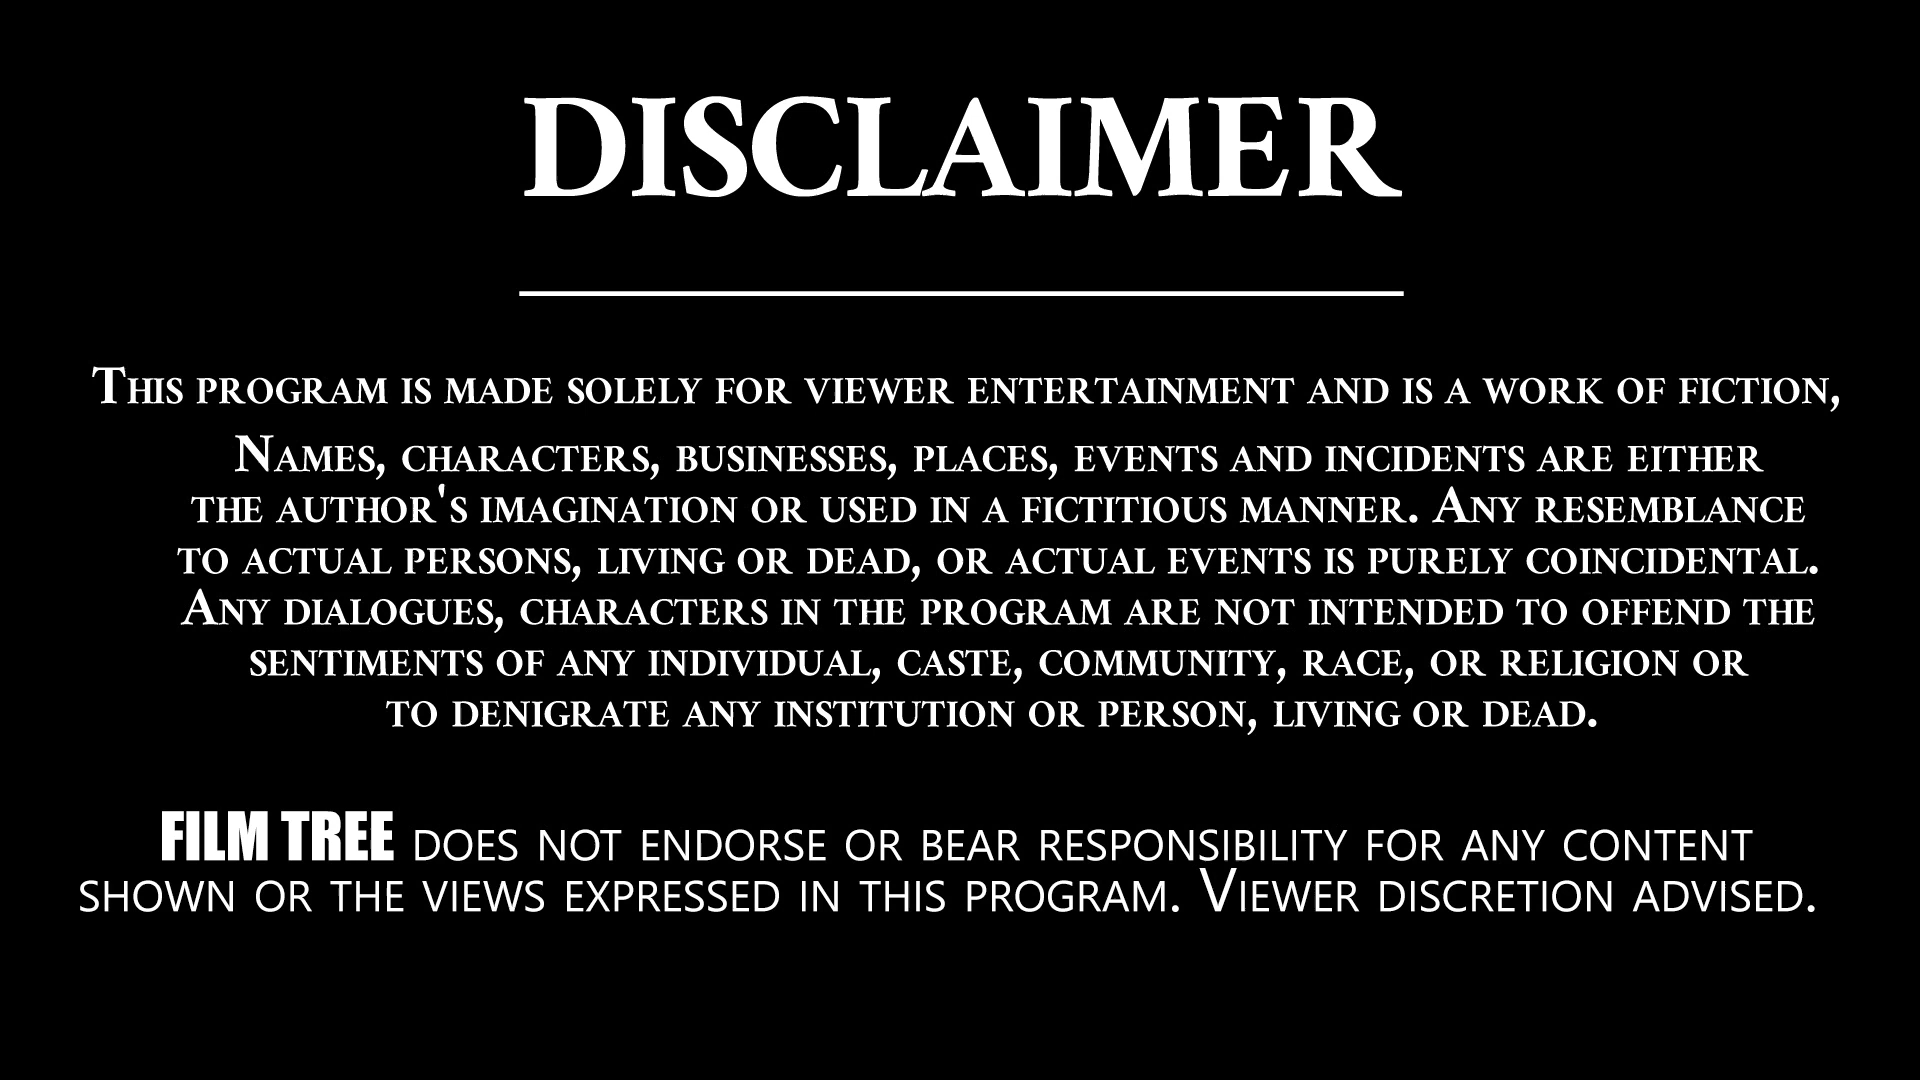 DISCLAIMER
This program is made solely for viewer entertainment and is a work of fiction,
Names, characters, businesses, places, events and incidents are either
the author's imagination or used in a fictitious manner. Any resemblance
to actual persons, living or dead, or actual events is purely coincidental.
Any dialogues, characters in the program are not intended to offend the
sentiments of any individual, caste, community, race, or religion or
to denigrate any institution or person, living or dead.
FILM TREE does not endorse or bear responsibility for any content
shown or the views expressed in this program. Viewer discretion advised.